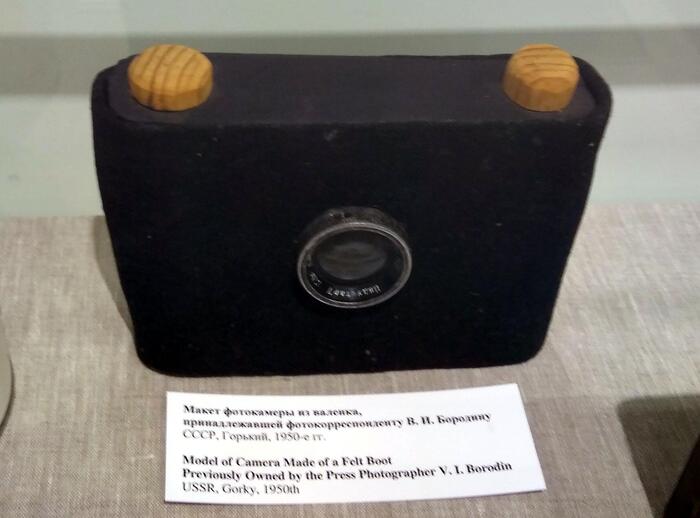 Макет фотокамеры из валенка,
принадлежавшей фотокорреспонденту В. И. Бородину
СССР, Горький, 1950-е гг.
Model of Camera Made of a Felt Boot
Previously Owned by the Press Photographer V. I. Borodin
USSR, Gorky, 1950th